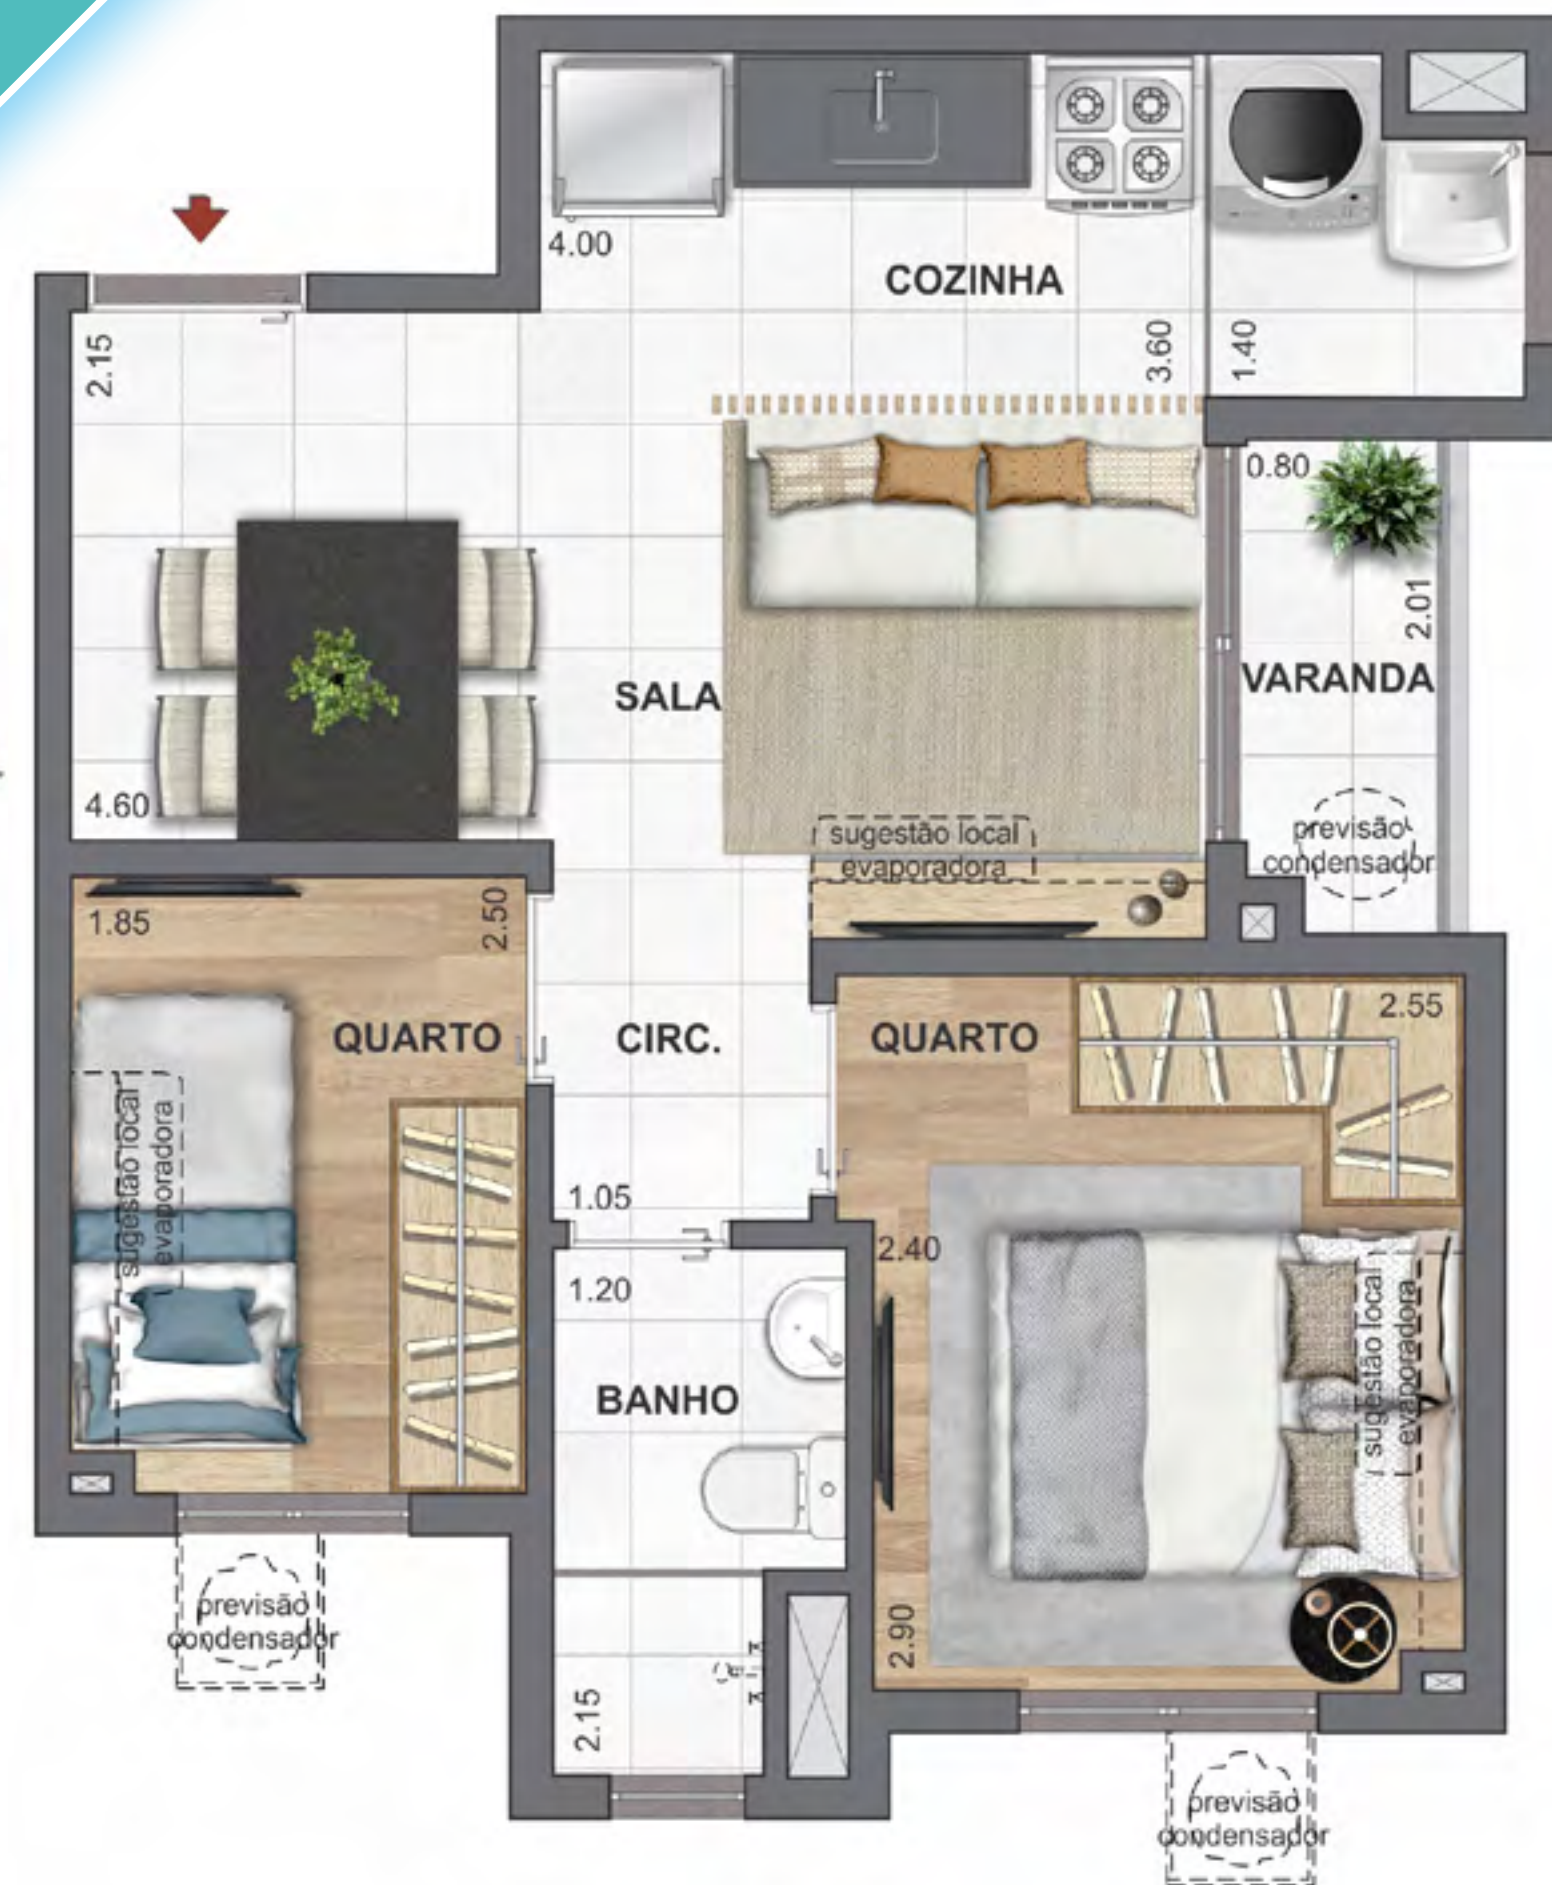 4.00
COZINHA
2.15
3.60
1.40
0.80
2.01
SALA
VARANDA
4.60
sugestão local
evaporadora
previsão
condensador
1.85
2.50
QUARTO
CIRC.
QUARTO
2.55
sugestão local
evaporadora
1.05
2.40
1.20
sugestão local
evaporadora
BANHO
previsão
condensador
2.90
2.15
previsão
condensador